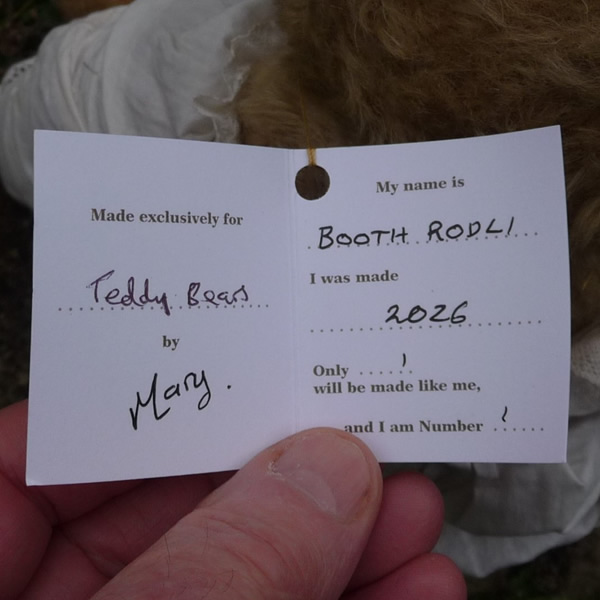 Made exclusively for
Teddy Bears
by
Mary.
My name is
BOOTH RODLI
I was made
2026
Only 1
will be made like me,
and I am Number 1